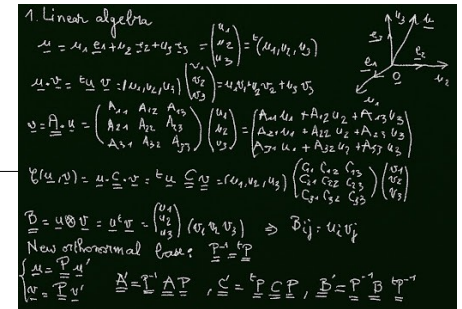 1. Linear algebra
u = u₁ e₁ + u₂ e₂ + u₃ e₃ = (u₁ u₂ u₃) = ᵗ(u₁, u₂, u₃)
u · v = ᵗu v = (u₁, u₂, u₃) (v₁ v₂ v₃) = u₁v₁ + u₂v₂ + u₃v₃
v = A · u = (A₁₁ A₁₂ A₁₃ A₂₁ A₂₂ A₂₃ A₃₁ A₃₂ A₃₃) (u₁ u₂ u₃) = (A₁₁u₁ + A₁₂u₂ + A₁₃u₃ A₂₁u₁ + A₂₂u₂ + A₂₃u₃ A₃₁u₁ + A₃₂u₂ + A₃₃u₃)
C(u, v) = u · C · v = ᵗu C v = (u₁, u₂, u₃) (C₁₁ C₁₂ C₁₃ C₂₁ C₂₂ C₂₃ C₃₁ C₃₂ C₃₃) (v₁ v₂ v₃)
B = u ⊗ v = u ᵗv = (u₁ u₂ u₃) (v₁ v₂ v₃) ⇒ Bij = uᵢvⱼ
New orthonormal base: P⁻¹ = ᵗP
u = P u'
v = P v'
A' = P⁻¹ A P, C' = ᵗP C P, B' = P⁻¹ B ᵗP⁻¹
u₃ u
e₃
e₁ e₂
O u₂
u₁